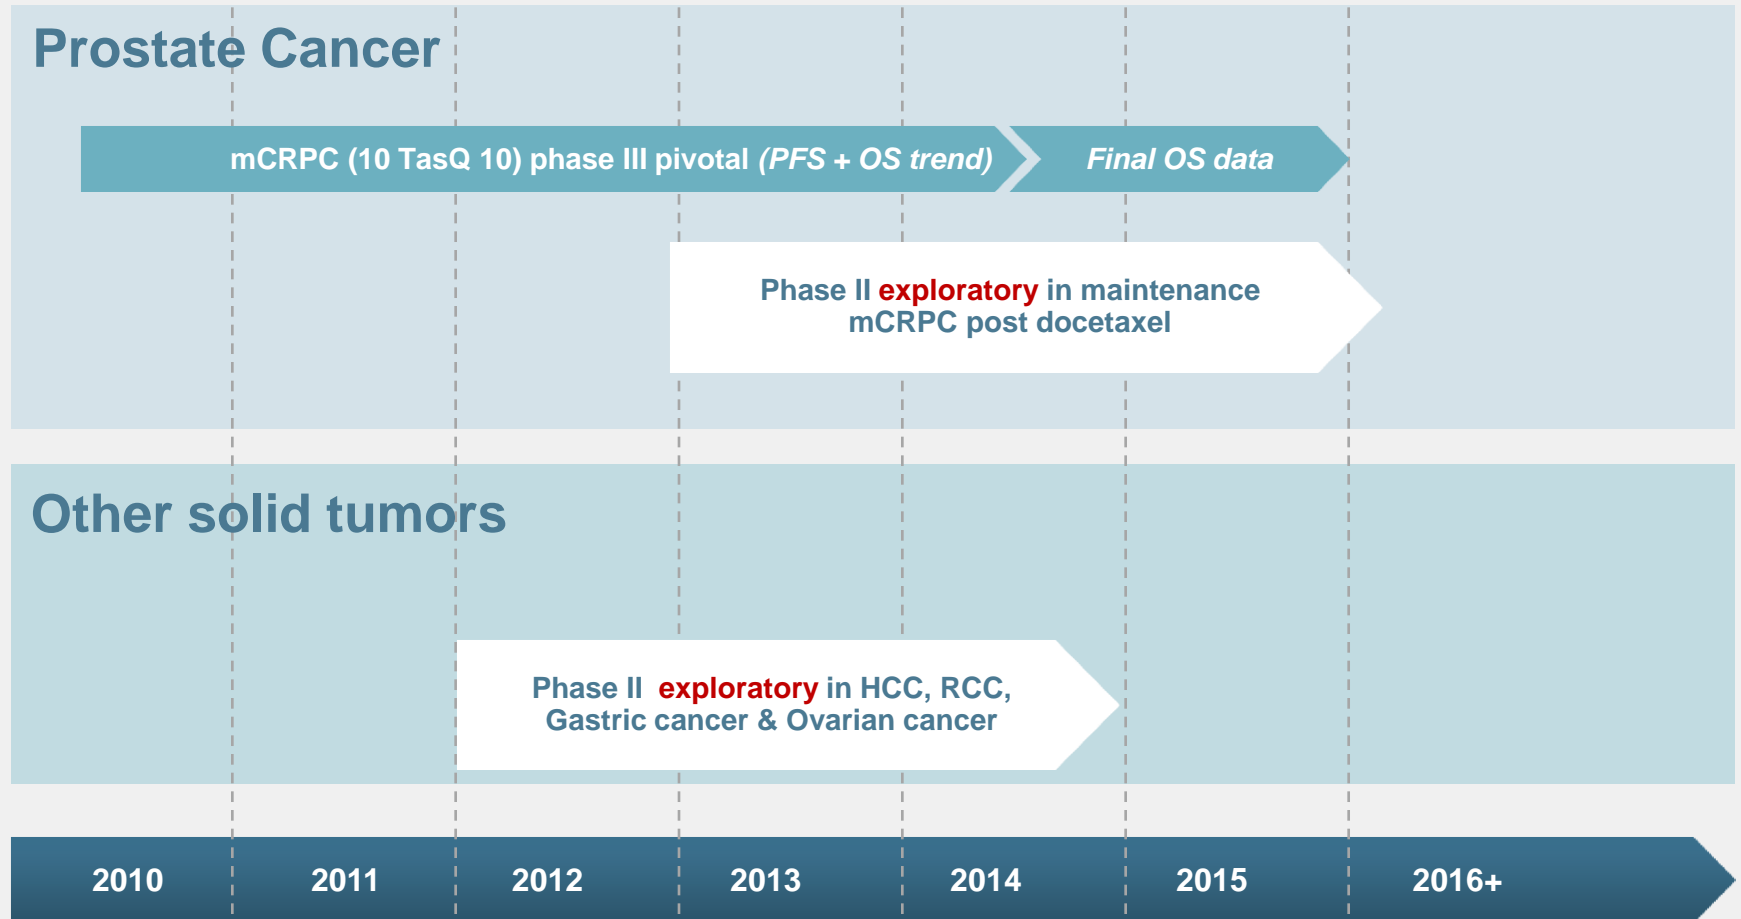 Prostate Cancer
mCRPC (10 TasQ 10) phase III pivotal (PFS + OS trend)
Final OS data
Phase II exploratory in maintenance
mCRPC post docetaxel
Other solid tumors
Phase II exploratory in HCC, RCC,
Gastric cancer & Ovarian cancer
2010 2011 2012 2013 2014 2015 2016+